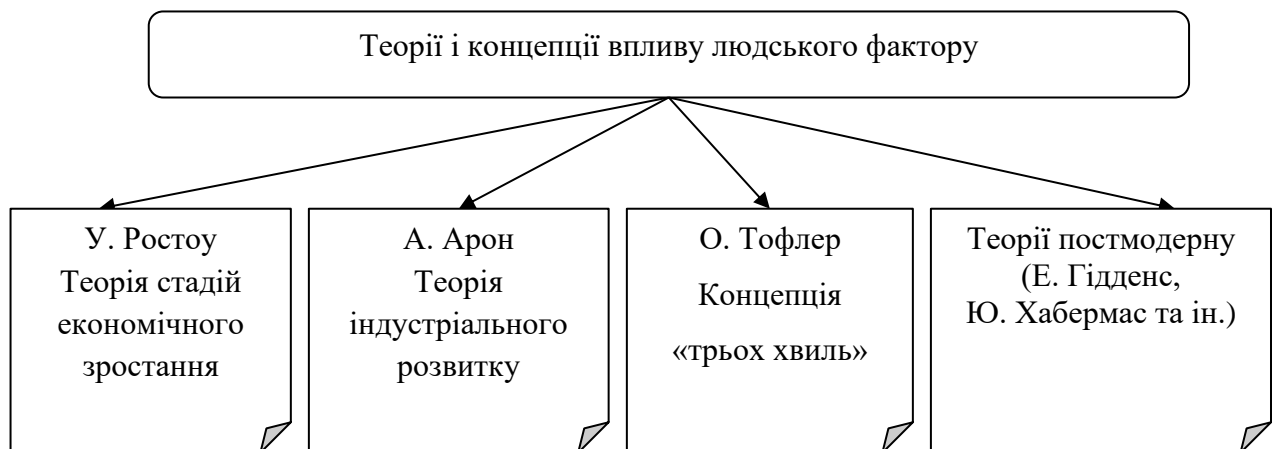 Теорії і концепції впливу людського фактору
У. Ростоу
Теорія стадій
економічного
зростання
А. Арон
Теорія
індустріального
розвитку
О. Тофлер
Концепція
«трьох хвиль»
Теорії постмодерну
(Е. Гідденс,
Ю. Хабермас та ін.)